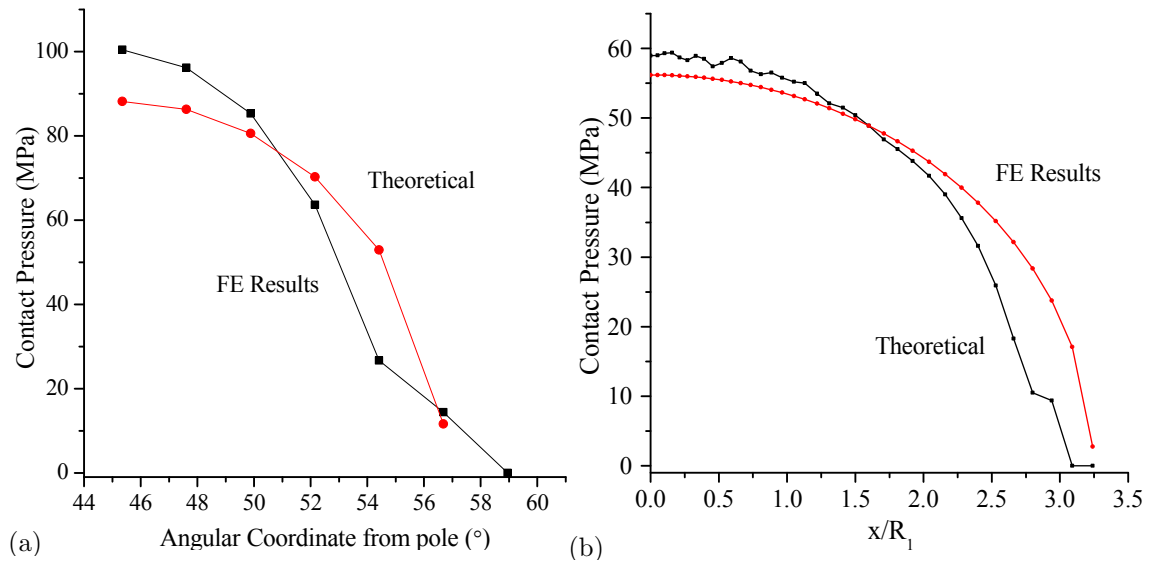 100
80
60
40
20
0
Contact Pressure (MPa)
Theoretical
FE Results
44 46 48 50 52 54 56 58 60
Angular Coordinate from pole (°)
(a)
60
50
40
30
20
10
0
Contact Pressure (MPa)
FE Results
Theoretical
0.0 0.5 1.0 1.5 2.0 2.5 3.0 3.5
x/R₁
(b)